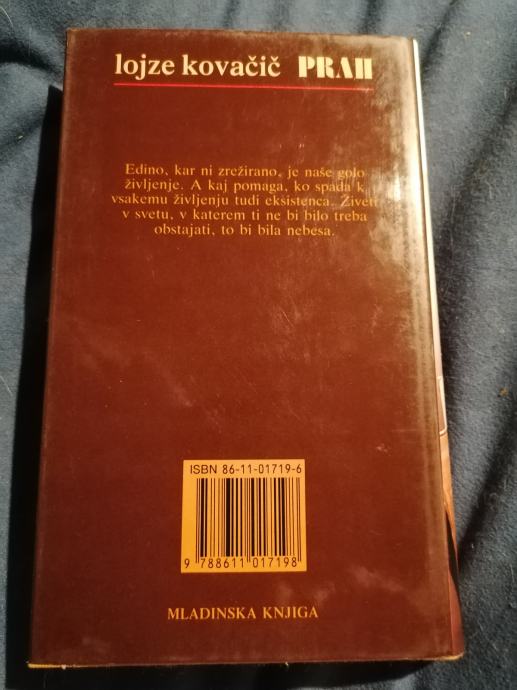 lojze kovačič PRAH
Edino, kar ni zrežirano, je naše golo
življenje. A kaj pomaga, ko spada k
vsakemu življenju tudi eksistenca. Živeti
v svetu, v katerem ti ne bi bilo treba
obstajati, to bi bila nebesa.
ISBN 86-11-01719-6
9 788611 017198
MLADINSKA KNJIGA